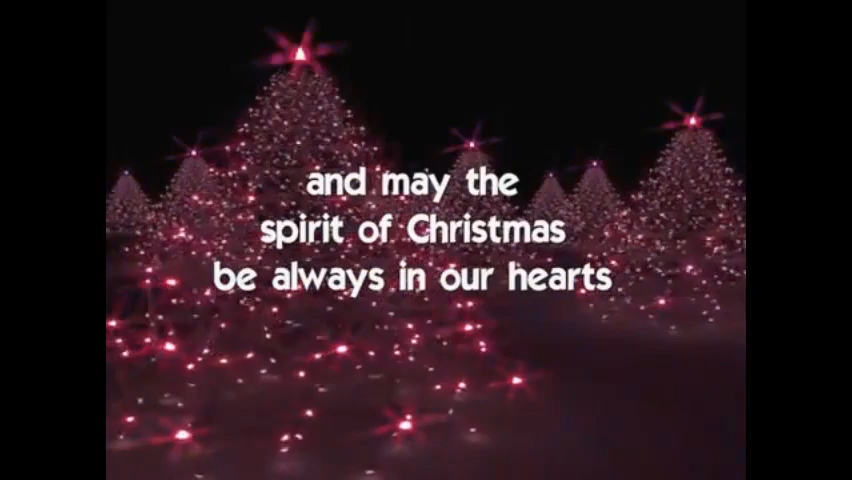 and may the
spirit of Christmas
be always in our hearts